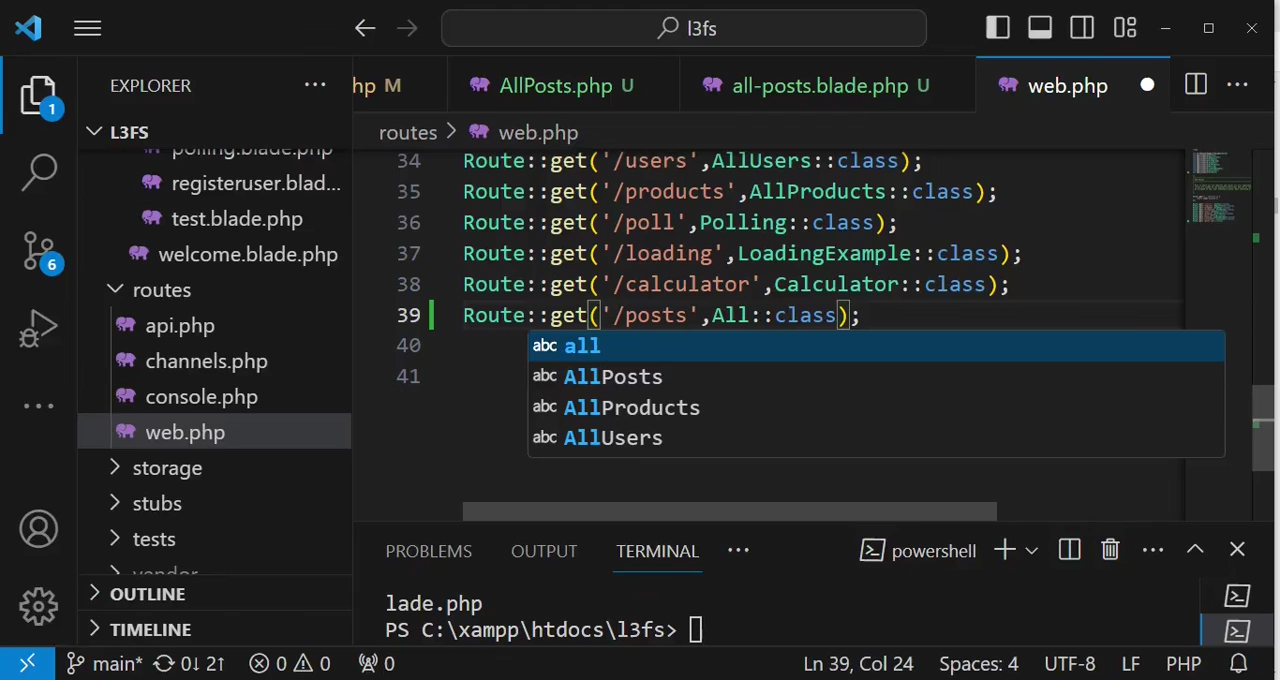 l3fs
EXPLORER
hp M
AllPosts.php U
all-posts.blade.php U
web.php
1
L3FS
routes > web.php
polling.blade.php
registeruser.blad...
test.blade.php
welcome.blade.php
routes
api.php
channels.php
console.php
web.php
storage
stubs
tests
vendor
OUTLINE
TIMELINE
6
34 Route::get('/users',AllUsers::class);
35 Route::get('/products',AllProducts::class);
36 Route::get('/poll',Polling::class);
37 Route::get('/loading',LoadingExample::class);
38 Route::get('/calculator',Calculator::class);
39 Route::get('/posts',All::class);
40
41
abc all
abc AllPosts
abc AllProducts
abc AllUsers
PROBLEMS OUTPUT TERMINAL ... powershell
lade.php
PS C:\xampp\htdocs\l3fs>
main* 0↓ 2↑ 0 0 0 Ln 39, Col 24 Spaces: 4 UTF-8 LF PHP